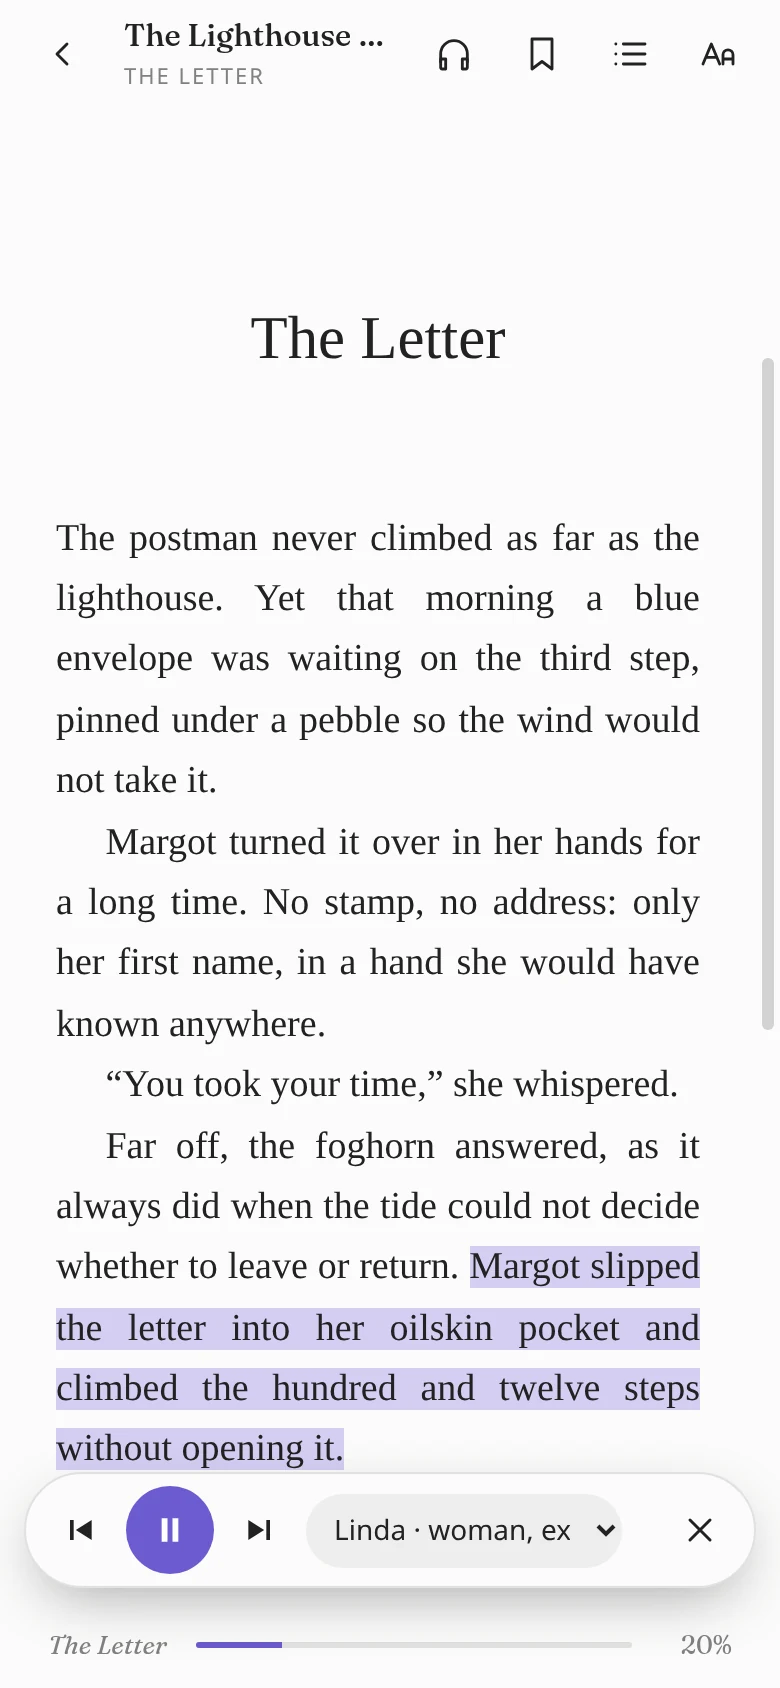 The Lighthouse ...
THE LETTER
The Letter
The postman never climbed as far as the
lighthouse. Yet that morning a blue
envelope was waiting on the third step,
pinned under a pebble so the wind would
not take it.
Margot turned it over in her hands for
a long time. No stamp, no address: only
her first name, in a hand she would have
known anywhere.
“You took your time,” she whispered.
Far off, the foghorn answered, as it
always did when the tide could not decide
whether to leave or return. Margot slipped
the letter into her oilskin pocket and
climbed the hundred and twelve steps
without opening it.
Linda · woman, ex
The Letter
20%